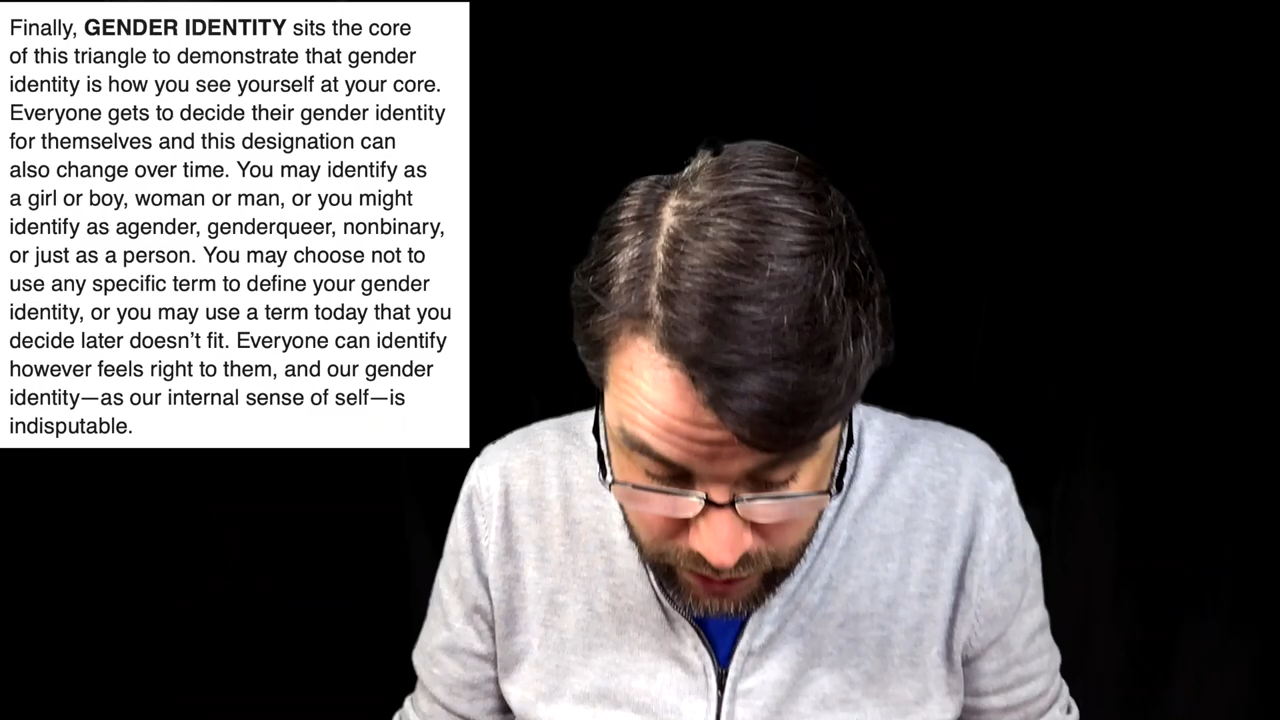 Finally, GENDER IDENTITY sits the core
of this triangle to demonstrate that gender
identity is how you see yourself at your core.
Everyone gets to decide their gender identity
for themselves and this designation can
also change over time. You may identify as
a girl or boy, woman or man, or you might
identify as agender, genderqueer, nonbinary,
or just as a person. You may choose not to
use any specific term to define your gender
identity, or you may use a term today that you
decide later doesn’t fit. Everyone can identify
however feels right to them, and our gender
identity—as our internal sense of self—is
indisputable.